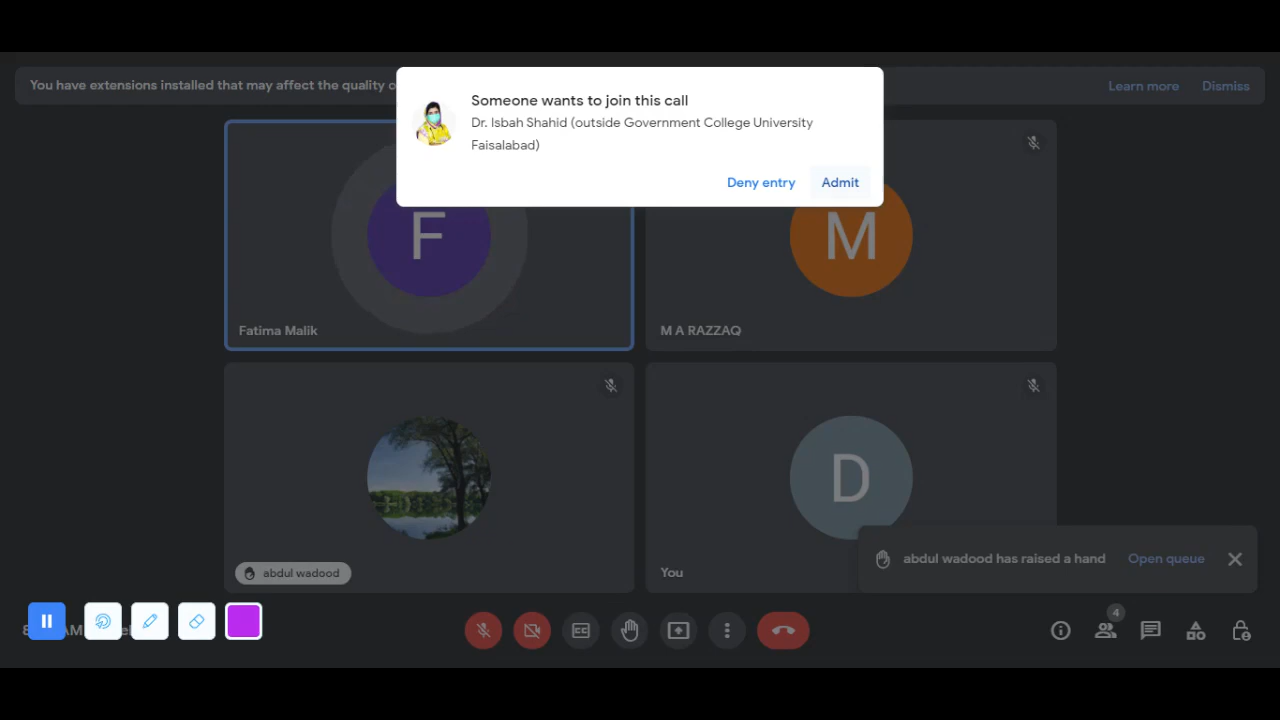 You have extensions installed that may affect the quality o
Learn more
Dismiss
Someone wants to join this call
Dr. Isbah Shahid (outside Government College University
Faisalabad)
Deny entry
Admit
F
M
Fatima Malik
M A RAZZAQ
D
abdul wadood
You
abdul wadood has raised a hand
Open queue
CC
4